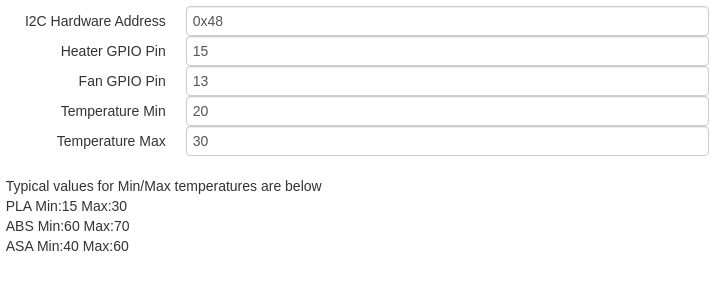 I2C Hardware Address 0x48
Heater GPIO Pin 15
Fan GPIO Pin 13
Temperature Min 20
Temperature Max 30
Typical values for Min/Max temperatures are below
PLA Min:15 Max:30
ABS Min:60 Max:70
ASA Min:40 Max:60